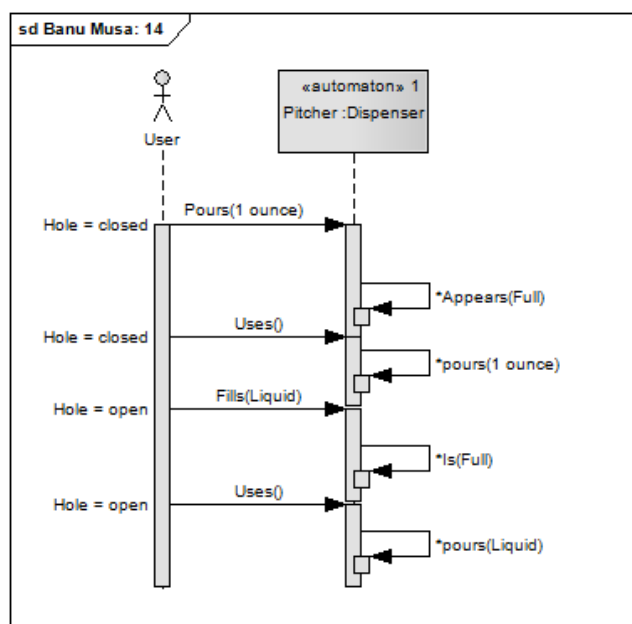 sd Banu Musa: 14
«automaton» 1
Pitcher :Dispenser
User
Pours(1 ounce)
Hole = closed
*Appears(Full)
Uses()
Hole = closed
*pours(1 ounce)
Fills(Liquid)
Hole = open
*Is(Full)
Uses()
Hole = open
*pours(Liquid)